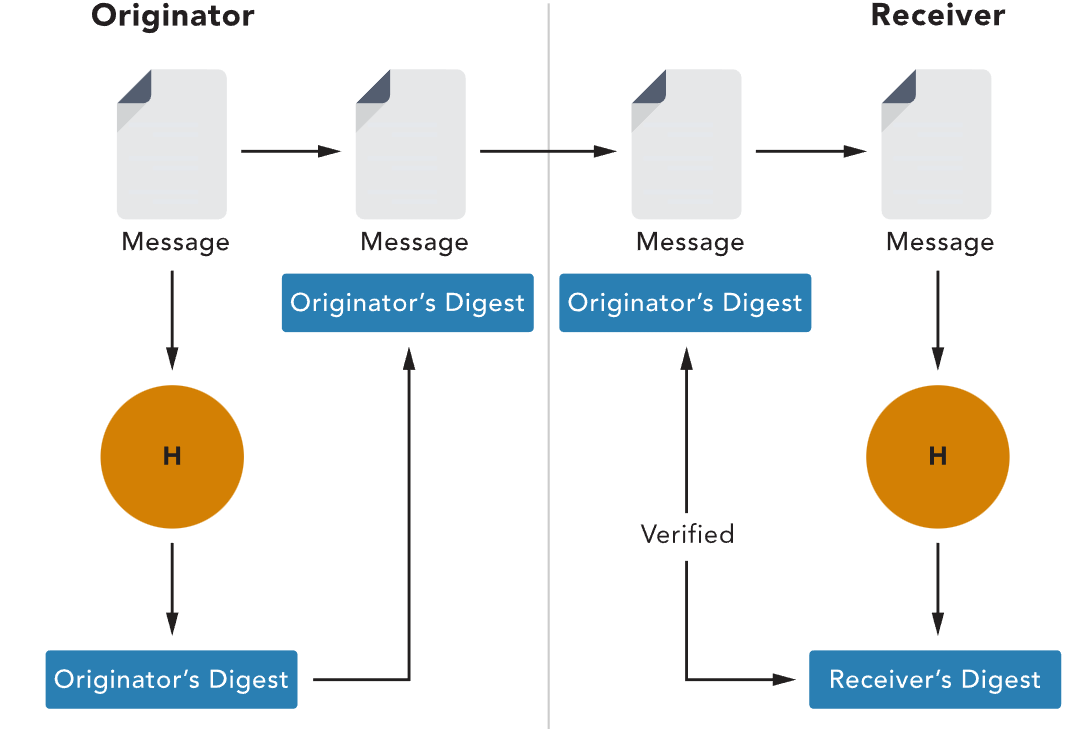 Originator
Receiver
Message
Message
Message
Message
Originator’s Digest
Originator’s Digest
H
H
Verified
Originator’s Digest
Receiver’s Digest